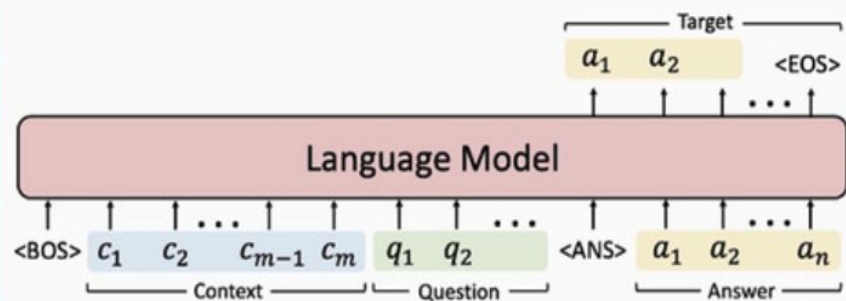 Target
a₁ a₂ <EOS>
...
Language Model
... ... ...
<BOS> c₁ c₂ cₘ₋₁ cₘ q₁ q₂ <ANS> a₁ a₂ aₙ
Context Question Answer